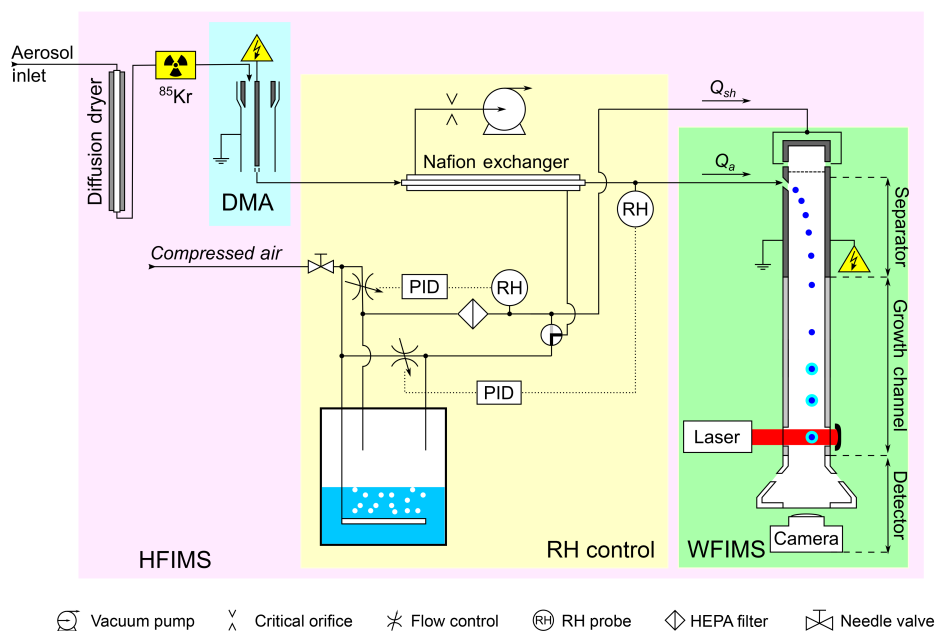 Aerosol
inlet
Diffusion dryer
⁸⁵Kr
DMA
Nafion exchanger
Q_sh
Q_a
RH
Compressed air
PID
RH
PID
Separator
Growth channel
Detector
Laser
Camera
HFIMS
RH control
WFIMS
Vacuum pump
Critical orifice
Flow control
RH
RH probe
HEPA filter
Needle valve